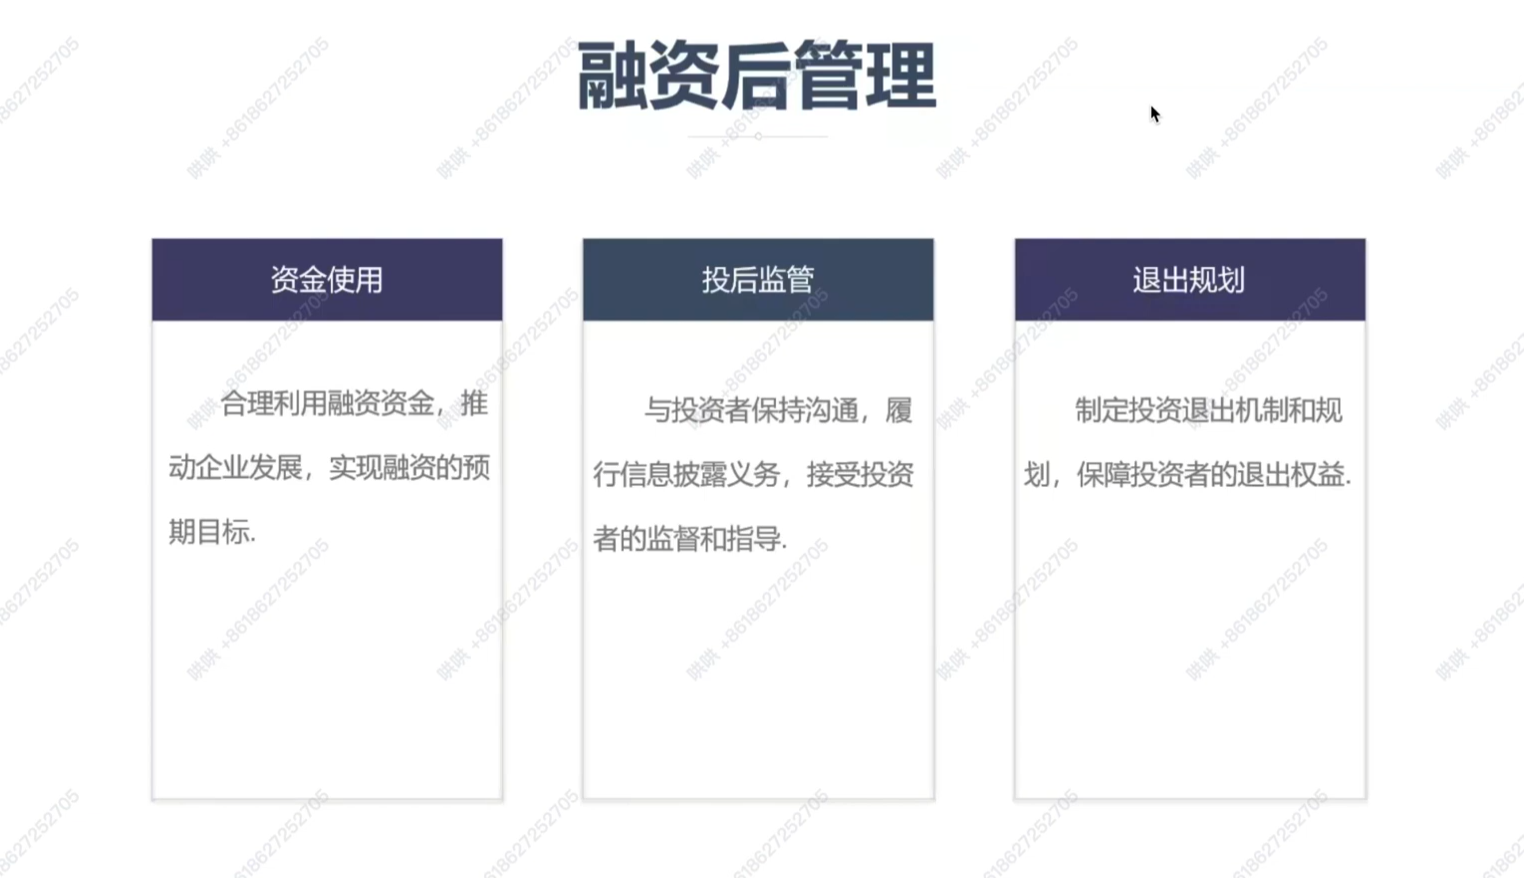 融资后管理
资金使用
合理利用融资资金，推
动企业发展，实现融资的预
期目标.
投后监管
与投资者保持沟通，履
行信息披露义务，接受投资
者的监督和指导.
退出规划
制定投资退出机制和规
划，保障投资者的退出权益.
哄哄 +8618627252705